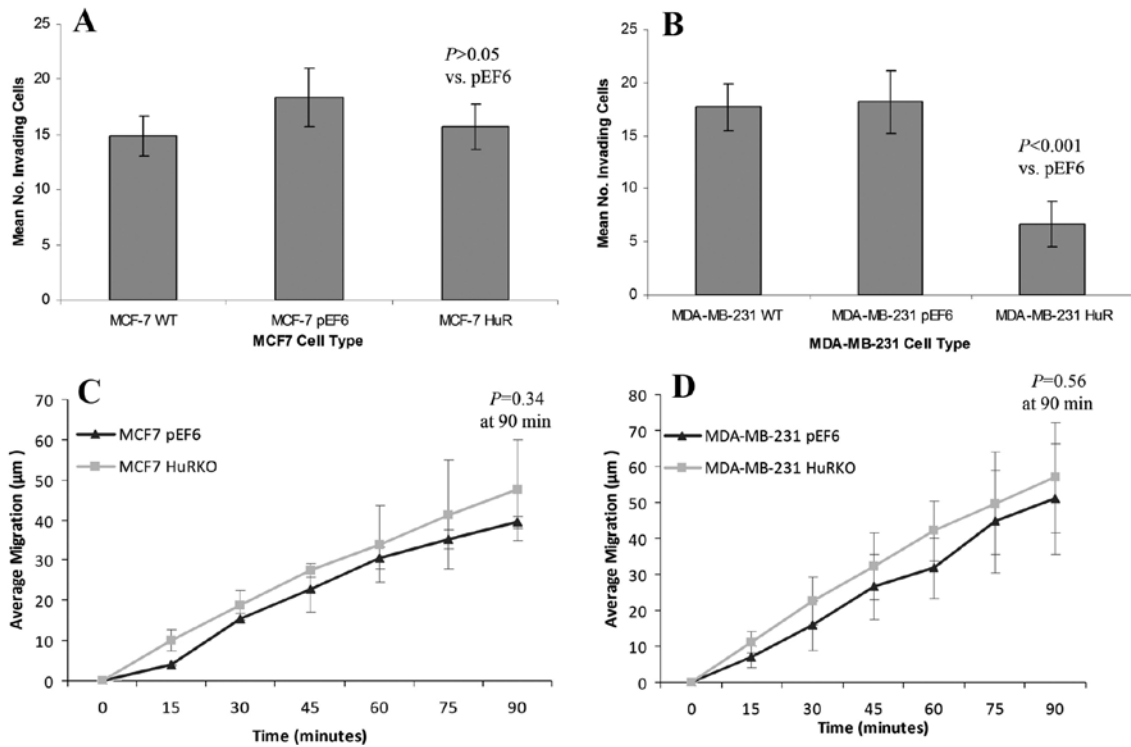 A
Mean No. Invading Cells
25
20
15
10
5
0
P>0.05
vs. pEF6
MCF-7 WT
MCF-7 pEF6
MCF-7 HuR
MCF7 Cell Type
B
Mean No. Invading Cells
25
20
15
10
5
0
P<0.001
vs. pEF6
MDA-MB-231 WT
MDA-MB-231 pEF6
MDA-MB-231 HuR
MDA-MB-231 Cell Type
C
Average Migration (µm )
70
60
50
40
30
20
10
0
MCF7 pEF6
MCF7 HuRKO
P=0.34
at 90 min
0 15 30 45 60 75 90
Time (minutes)
D
Average Migration (µm )
80
70
60
50
40
30
20
10
0
MDA-MB-231 pEF6
MDA-MB-231 HuRKO
P=0.56
at 90 min
0 15 30 45 60 75 90
Time (minutes)